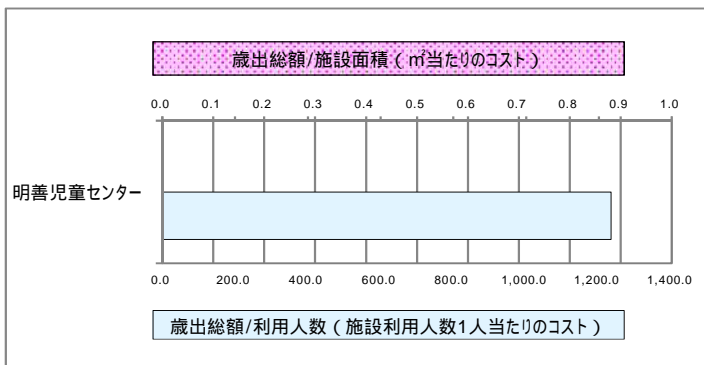 歳出総額/施設面積（㎡当たりのコスト）
0.0 0.1 0.2 0.3 0.4 0.5 0.6 0.7 0.8 0.9 1.0
明善児童センター
0.0 200.0 400.0 600.0 800.0 1,000.0 1,200.0 1,400.0
歳出総額/利用人数（施設利用人数1人当たりのコスト）